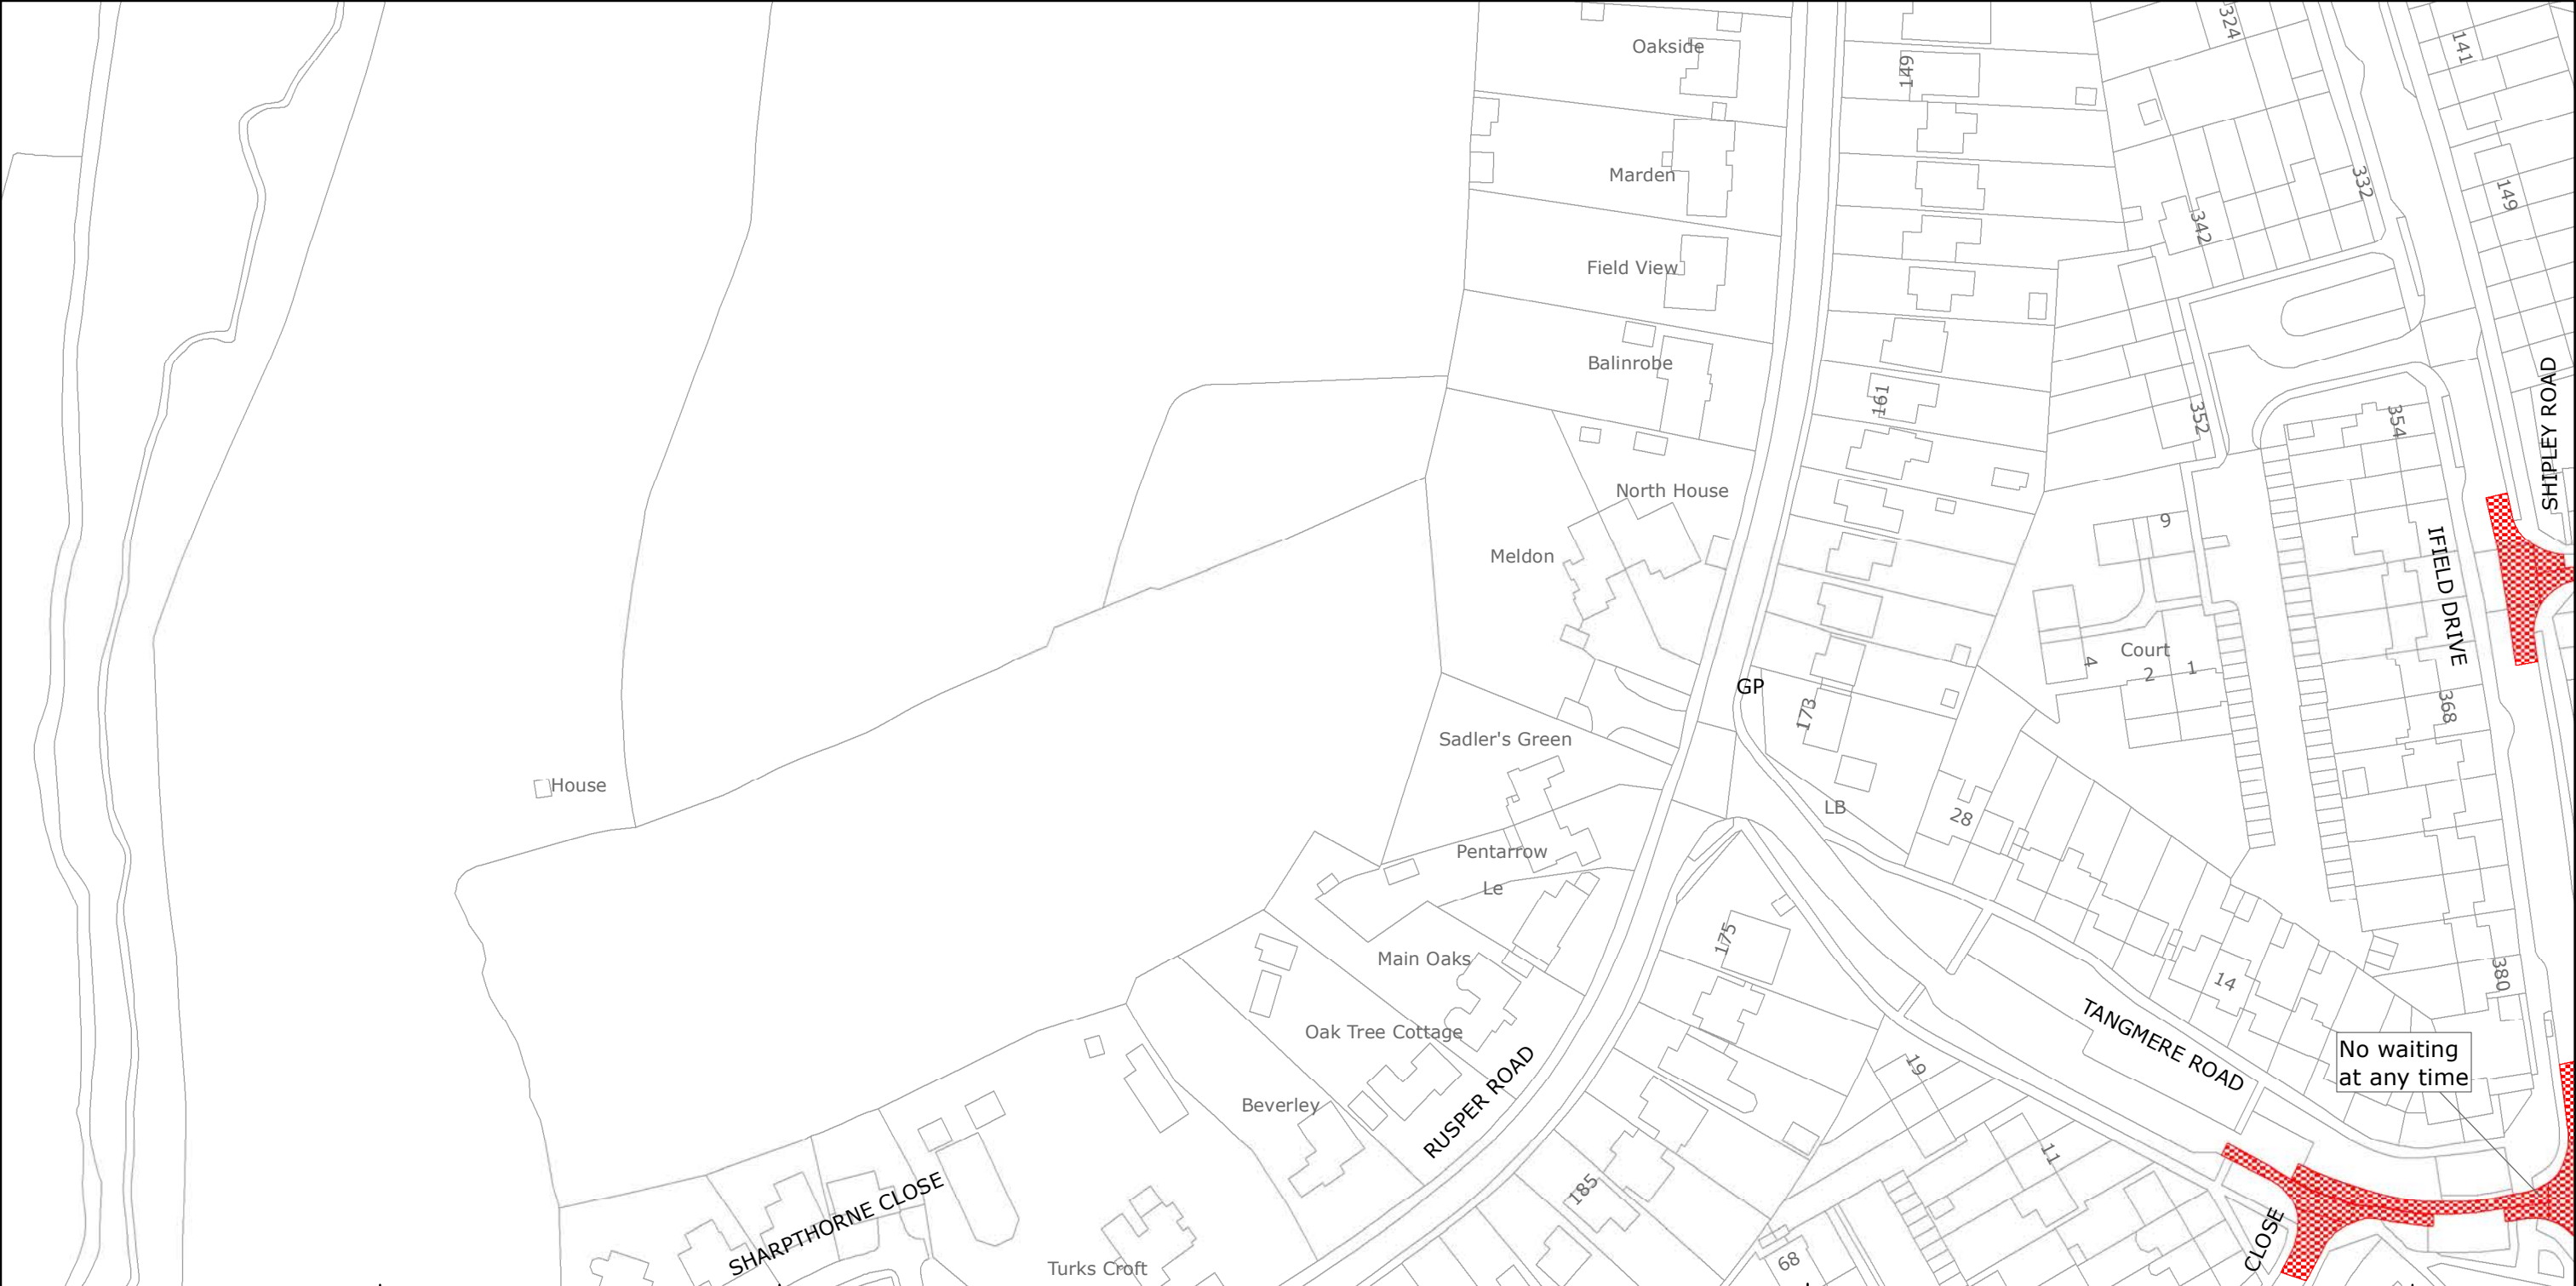 Oakside
149
324
141
Marden
332
149
342
Field View
Balinrobe
161
352
354
SHIPLEY ROAD
North House
9
Meldon
IFIELD DRIVE
Court
4
2
1
GP
173
368
Sadler's Green
House
LB
28
Pentarrow
Le
175
Main Oaks
14
380
Oak Tree Cottage
TANGMERE ROAD
No waiting
at any time
RUSPER ROAD
19
Beverley
11
185
SHARPTHORNE CLOSE
CLOSE
68
Turks Croft